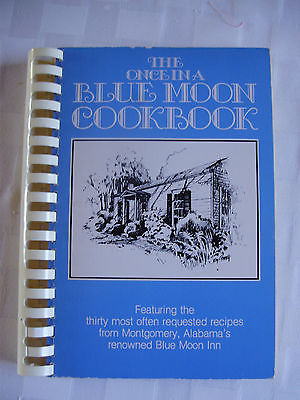 THE
ONCE IN A
BLUE MOON
COOKBOOK
Featuring the
thirty most often requested recipes
from Montgomery, Alabama's
renowned Blue Moon Inn